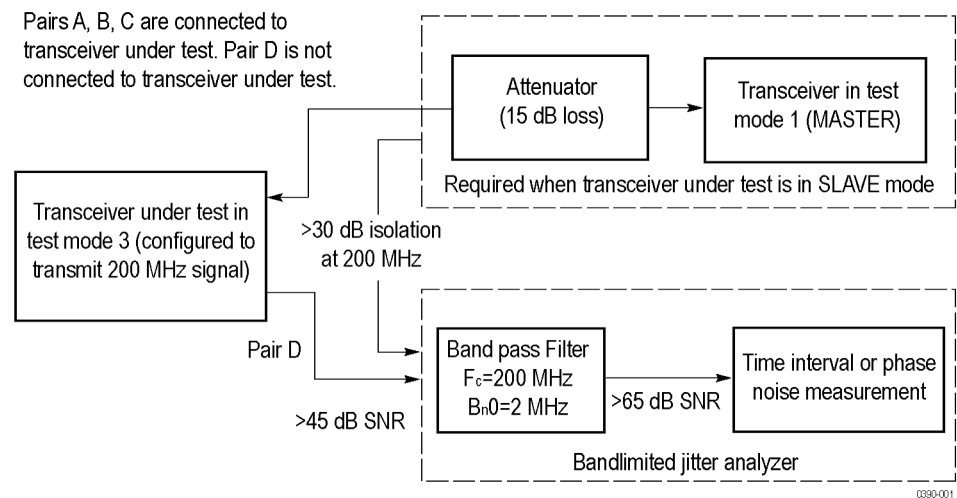 Pairs A, B, C are connected to
transceiver under test. Pair D is not
connected to transceiver under test.
Attenuator
(15 dB loss)
Transceiver in test
mode 1 (MASTER)
Required when transceiver under test is in SLAVE mode
Transceiver under test in
test mode 3 (configured to
transmit 200 MHz signal)
>30 dB isolation
at 200 MHz
Pair D
>45 dB SNR
Band pass Filter
Fc=200 MHz
Bn0=2 MHz
>65 dB SNR
Time interval or phase
noise measurement
Bandlimited jitter analyzer
0390-001